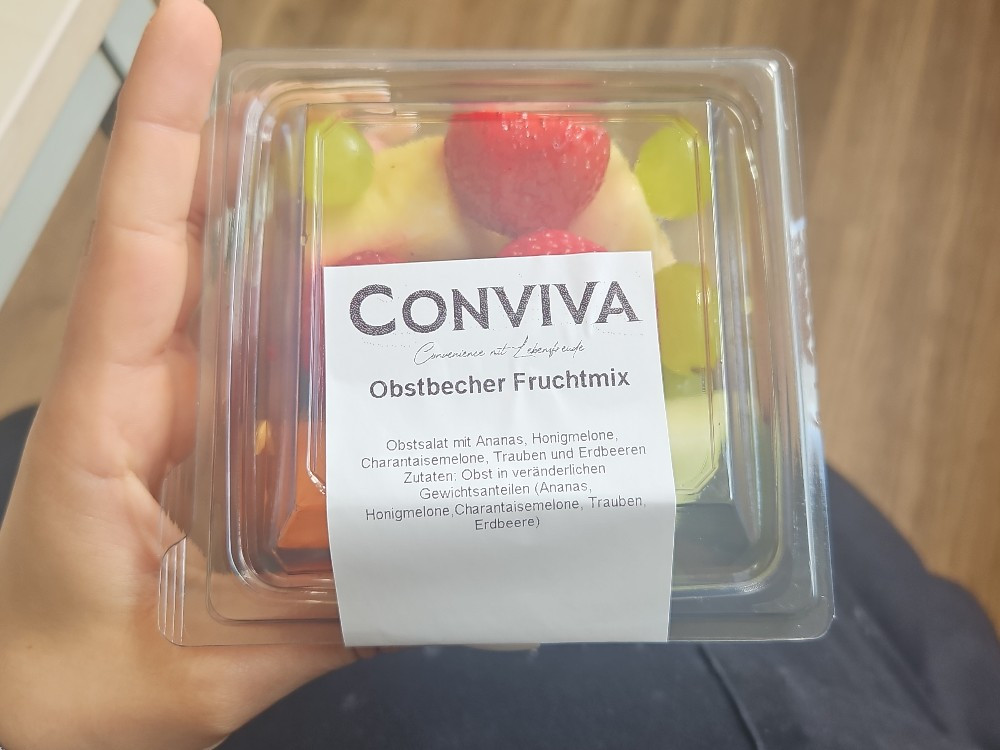 CONVIVA
Convenience mit Lebensfreude
Obstbecher Fruchtmix
Obstsalat mit Ananas, Honigmelone,
Charantaisemelone, Trauben und Erdbeeren
Zutaten: Obst in veränderlichen
Gewichtsanteilen (Ananas,
Honigmelone,Charantaisemelone, Trauben,
Erdbeere)